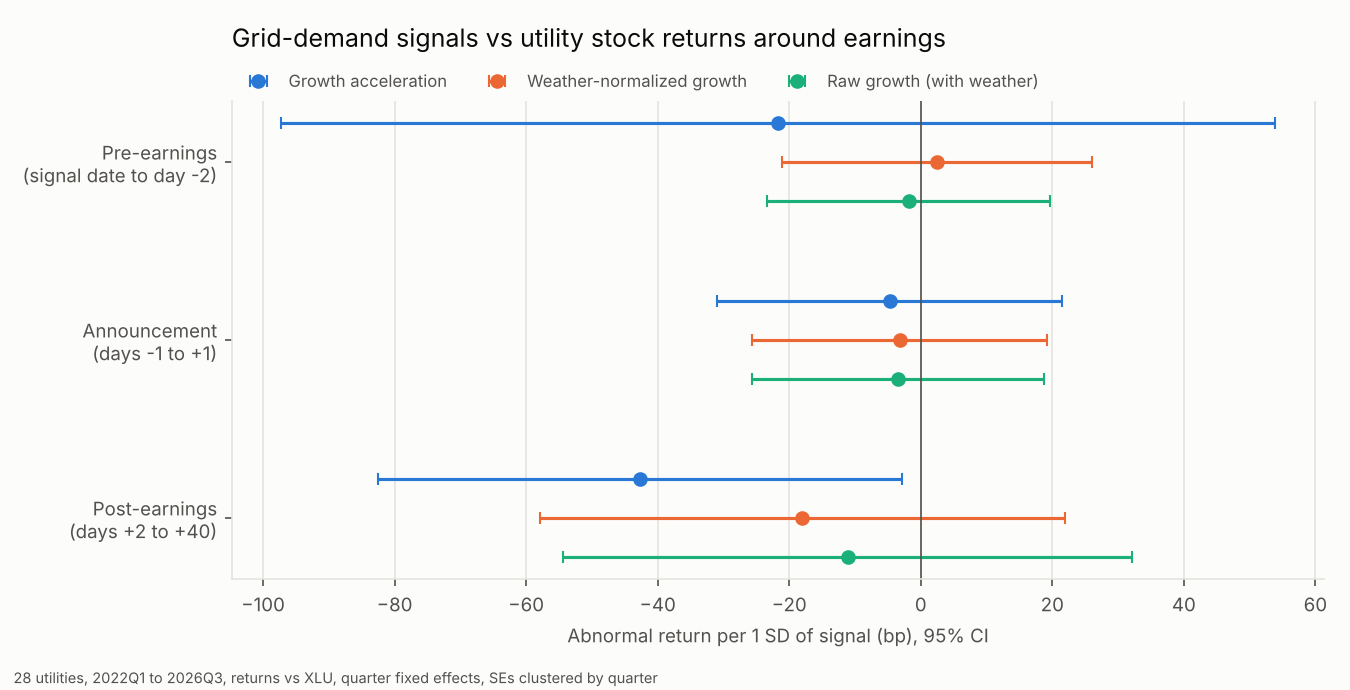 Grid-demand signals vs utility stock returns around earnings
Growth acceleration
Weather-normalized growth
Raw growth (with weather)
Pre-earnings
(signal date to day -2)
Announcement
(days -1 to +1)
Post-earnings
(days +2 to +40)
−100
−80
−60
−40
−20
0
20
40
60
Abnormal return per 1 SD of signal (bp), 95% CI
28 utilities, 2022Q1 to 2026Q3, returns vs XLU, quarter fixed effects, SEs clustered by quarter